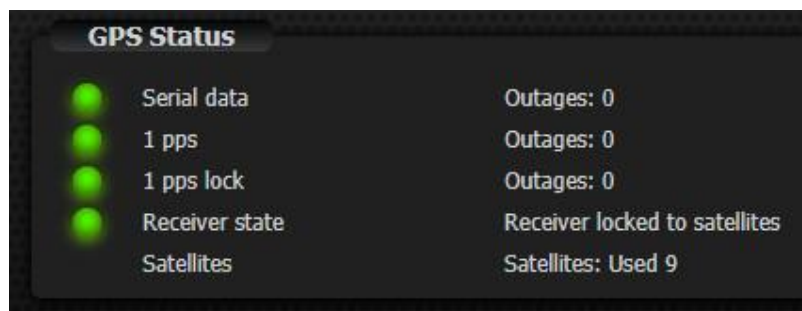 GPS Status
Serial data Outages: 0
1 pps Outages: 0
1 pps lock Outages: 0
Receiver state Receiver locked to satellites
Satellites Satellites: Used 9